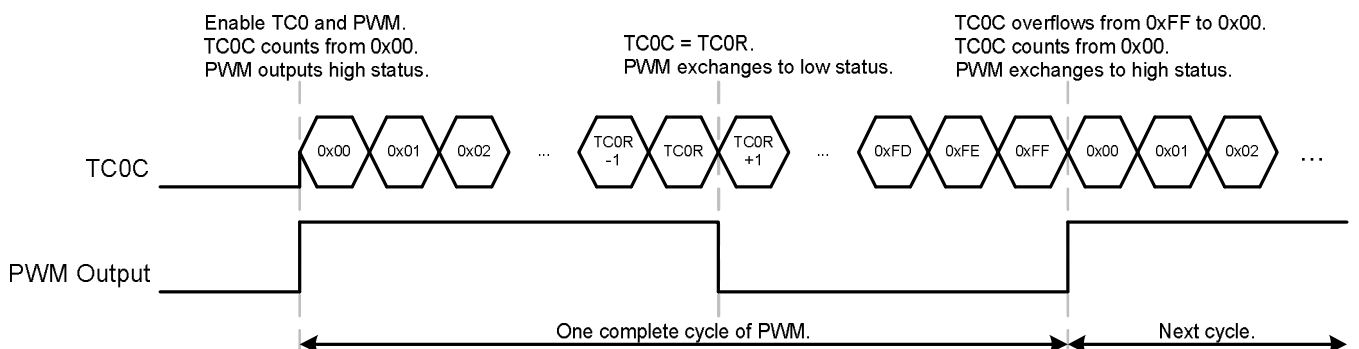 Enable TC0 and PWM.
TC0C counts from 0x00.
PWM outputs high status.
TC0C = TC0R.
PWM exchanges to low status.
TC0C overflows from 0xFF to 0x00.
TC0C counts from 0x00.
PWM exchanges to high status.
TC0C
0x00
0x01
0x02
...
TC0R
-1
TC0R
TC0R
+1
...
0xFD
0xFE
0xFF
0x00
0x01
0x02
...
PWM Output
One complete cycle of PWM.
Next cycle.